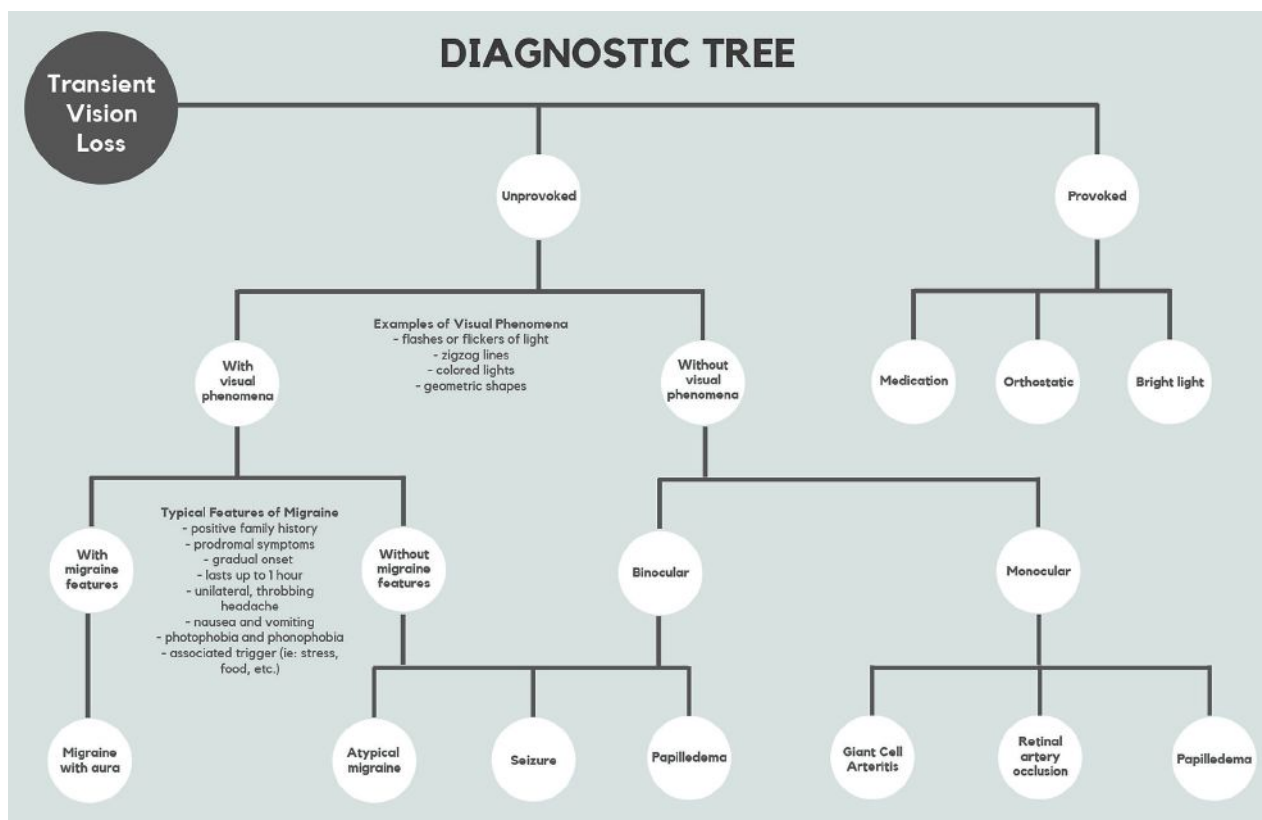 DIAGNOSTIC TREE
Transient
Vision
Loss
Unprovoked
Provoked
Examples of Visual Phenomena
- flashes or flickers of light
- zigzag lines
- colored lights
- geometric shapes
With
visual
phenomena
Without
visual
phenomena
Medication
Orthostatic
Bright light
Typical Features of Migraine
- positive family history
- prodromal symptoms
- gradual onset
- lasts up to 1 hour
- unilateral, throbbing
headache
- nausea and vomiting
- photophobia and phonophobia
- associated trigger (ie: stress,
food, etc.)
With
migraine
features
Without
migraine
features
Binocular
Monocular
Migraine
with aura
Atypical
migraine
Seizure
Papilledema
Giant Cell
Arteritis
Retinal
artery
occlusion
Papilledema